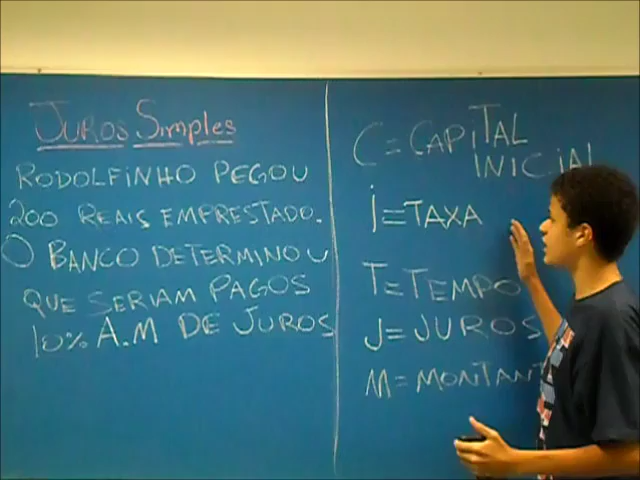 Juros Simples
RODOLFINHO PEGOU
200 REAIS EMPRESTADO.
O BANCO DETERMINOU
QUE SERIAM PAGOS
10% A.M DE JUROS
C = CAPITAL
INICIAL
i = TAXA
T = TEMPO
J = JUROS
M = MONTANT